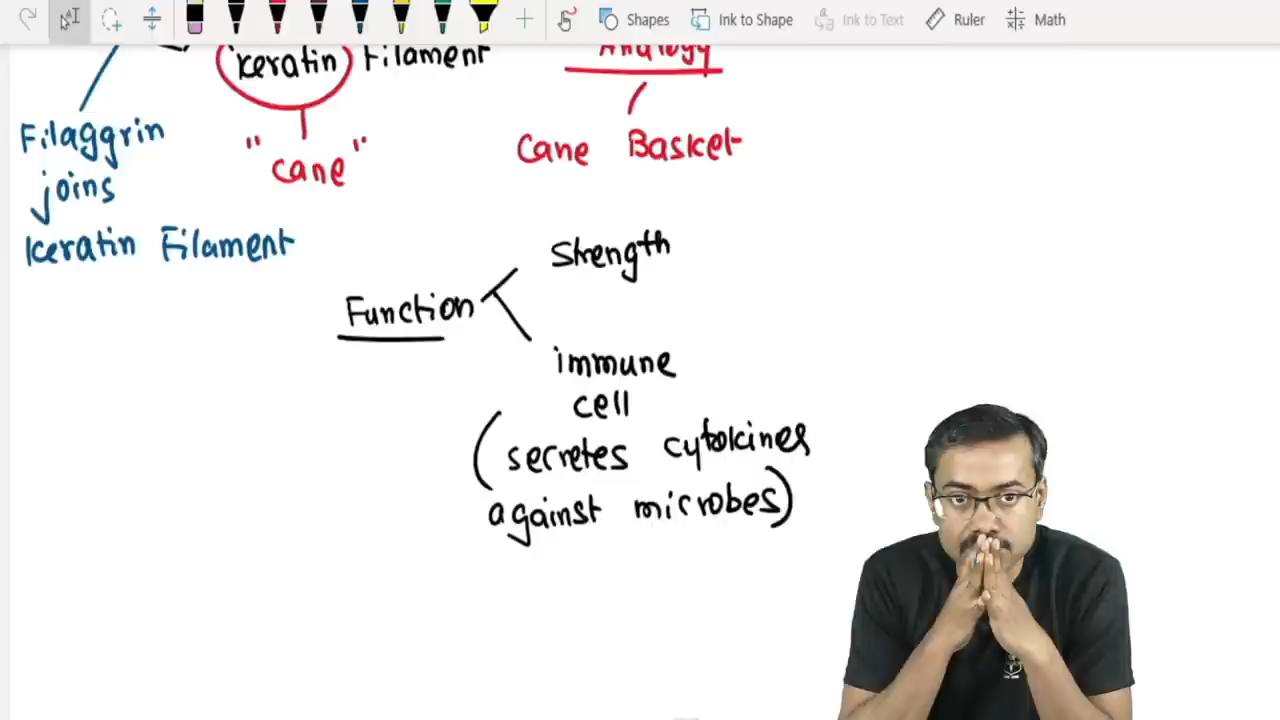 Shapes
Ink to Shape
Ink to Text
Ruler
Math
keratin Filament
Analogy
Filaggrin
joins
keratin Filament
"cane"
Cane Basket
Function
Strength
immune
cell
(secretes cytokines
against microbes)